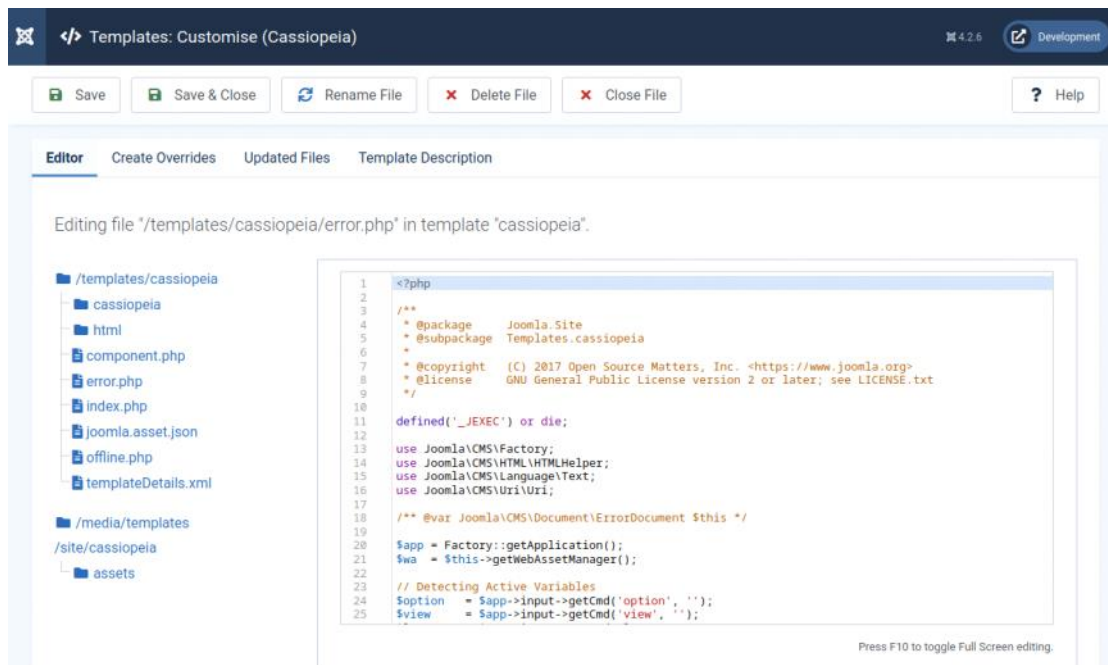 </> Templates: Customise (Cassiopeia)
4.2.6
Development
Save
Save & Close
Rename File
Delete File
Close File
? Help
Editor
Create Overrides
Updated Files
Template Description
Editing file "/templates/cassiopeia/error.php" in template "cassiopeia".
/templates/cassiopeia
cassiopeia
html
component.php
error.php
index.php
joomla.asset.json
offline.php
templateDetails.xml
/media/templates
/site/cassiopeia
assets
1 <?php
2
3 /**
4 * @package Joomla.Site
5 * @subpackage Templates.cassiopeia
6 *
7 * @copyright (C) 2017 Open Source Matters, Inc. <https://www.joomla.org>
8 * @license GNU General Public License version 2 or later; see LICENSE.txt
9 */
10
11 defined('_JEXEC') or die;
12
13 use Joomla\CMS\Factory;
14 use Joomla\CMS\HTML\HTMLHelper;
15 use Joomla\CMS\Language\Text;
16 use Joomla\CMS\Uri\Uri;
17
18 /** @var Joomla\CMS\Document\ErrorDocument $this */
19
20 $app = Factory::getApplication();
21 $wa = $this->getWebAssetManager();
22
23 // Detecting Active Variables
24 $option = $app->input->getCmd('option', '');
25 $view = $app->input->getCmd('view', '');
Press F10 to toggle Full Screen editing.